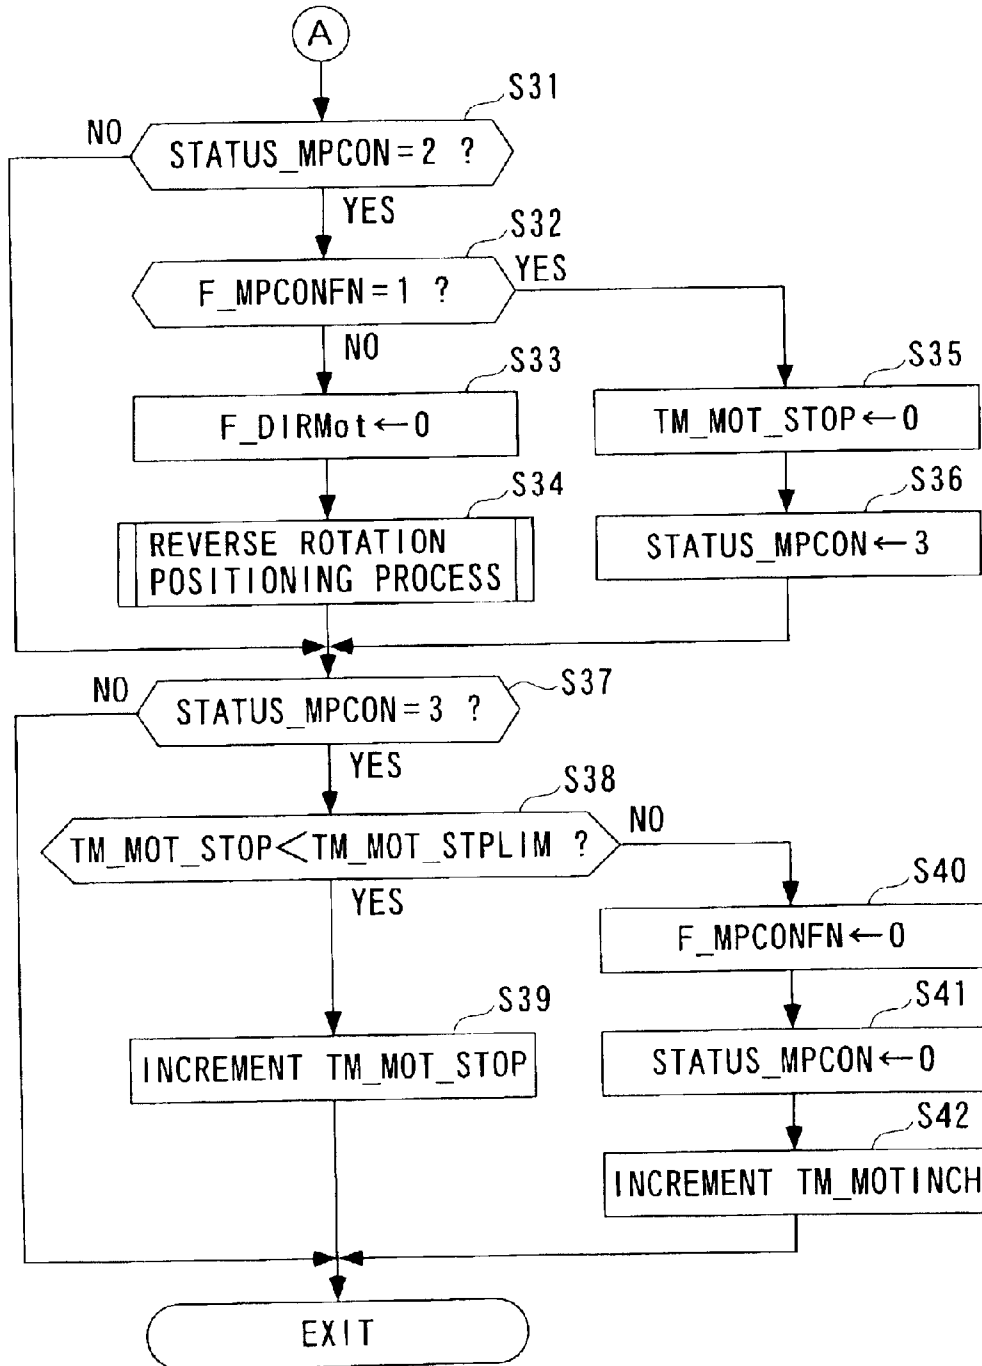 A
S31
NO
STATUS_MPCON=2 ?
YES
S32
F_MPCONFN=1 ?
YES
NO
S33
F_DIRMot←0
S35
TM_MOT_STOP←0
S34
REVERSE ROTATION
POSITIONING PROCESS
S36
STATUS_MPCON←3
S37
NO
STATUS_MPCON=3 ?
YES
S38
TM_MOT_STOP<TM_MOT_STPLIM ?
NO
YES
S40
F_MPCONFN←0
S39
INCREMENT TM_MOT_STOP
S41
STATUS_MPCON←0
S42
INCREMENT TM_MOTINCH
EXIT